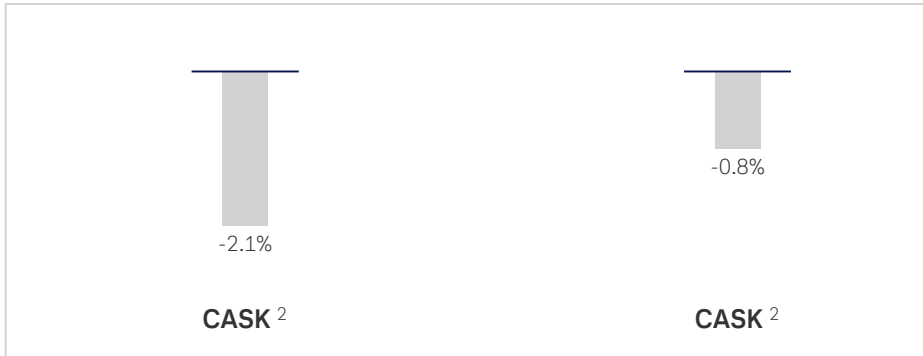 -0.8%
-2.1%
CASK ² CASK ²